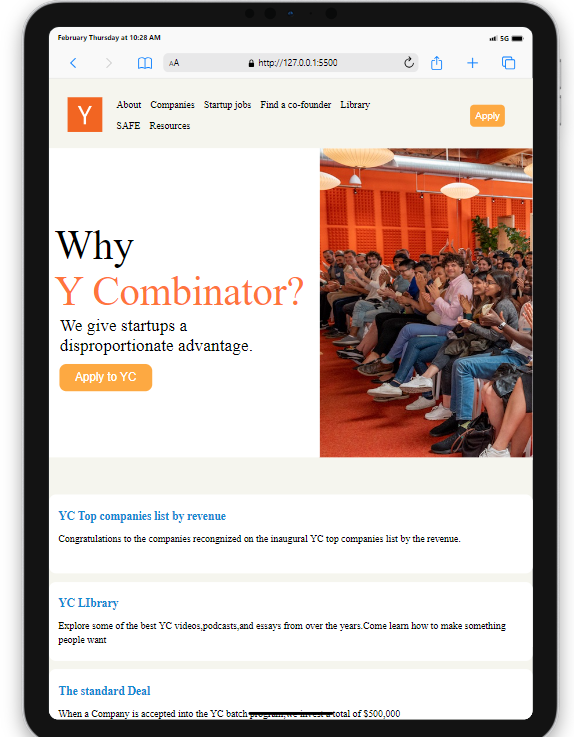 February Thursday at 10:28 AM
5G
AA
http://127.0.0.1:5500
Y
About Companies Startup jobs Find a co-founder Library
SAFE Resources
Apply
Why
Y Combinator?
We give startups a
disproportionate advantage.
Apply to YC
YC Top companies list by revenue
Congratulations to the companies recongnized on the inaugural YC top companies list by the revenue.
YC LIbrary
Explore some of the best YC videos,podcasts,and essays from over the years.Come learn how to make something
people want
The standard Deal
When a Company is accepted into the YC batch program,we invest a total of $500,000